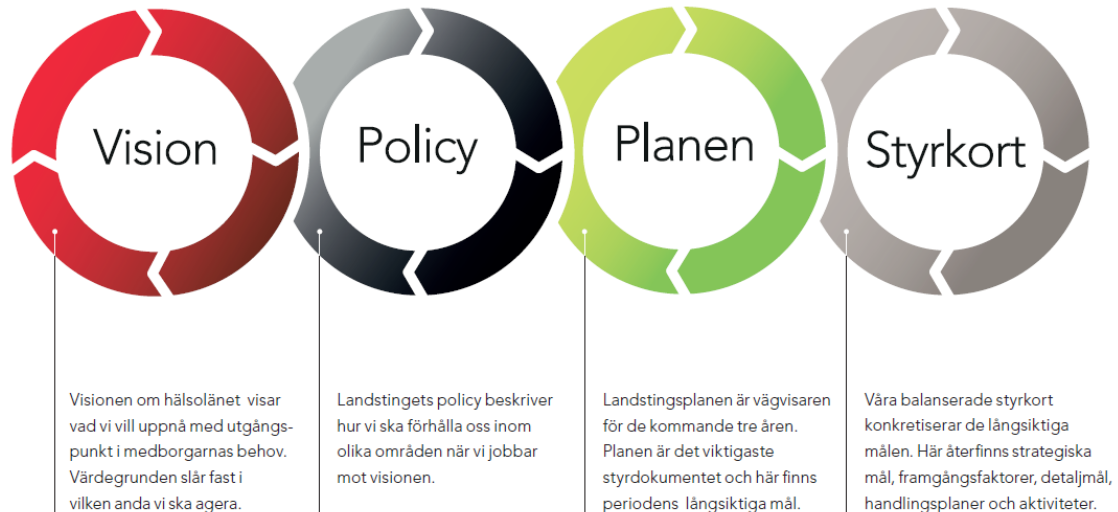 Vision
Policy
Planen
Styrkort
Visionen om hälsolänet visar
vad vi vill uppnå med utgångs-
punkt i medborgarnas behov.
Värdegrunden slår fast i
vilken anda vi ska agera.
Landstingets policy beskriver
hur vi ska förhålla oss inom
olika områden när vi jobbar
mot visionen.
Landstingsplanen är vägvisaren
för de kommande tre åren.
Planen är det viktigaste
styrdokumentet och här finns
periodens långsiktiga mål.
Våra balanserade styrkort
konkretiserar de långsiktiga
målen. Här återfinns strategiska
mål, framgångsfaktorer, detaljmål,
handlingsplaner och aktiviteter.